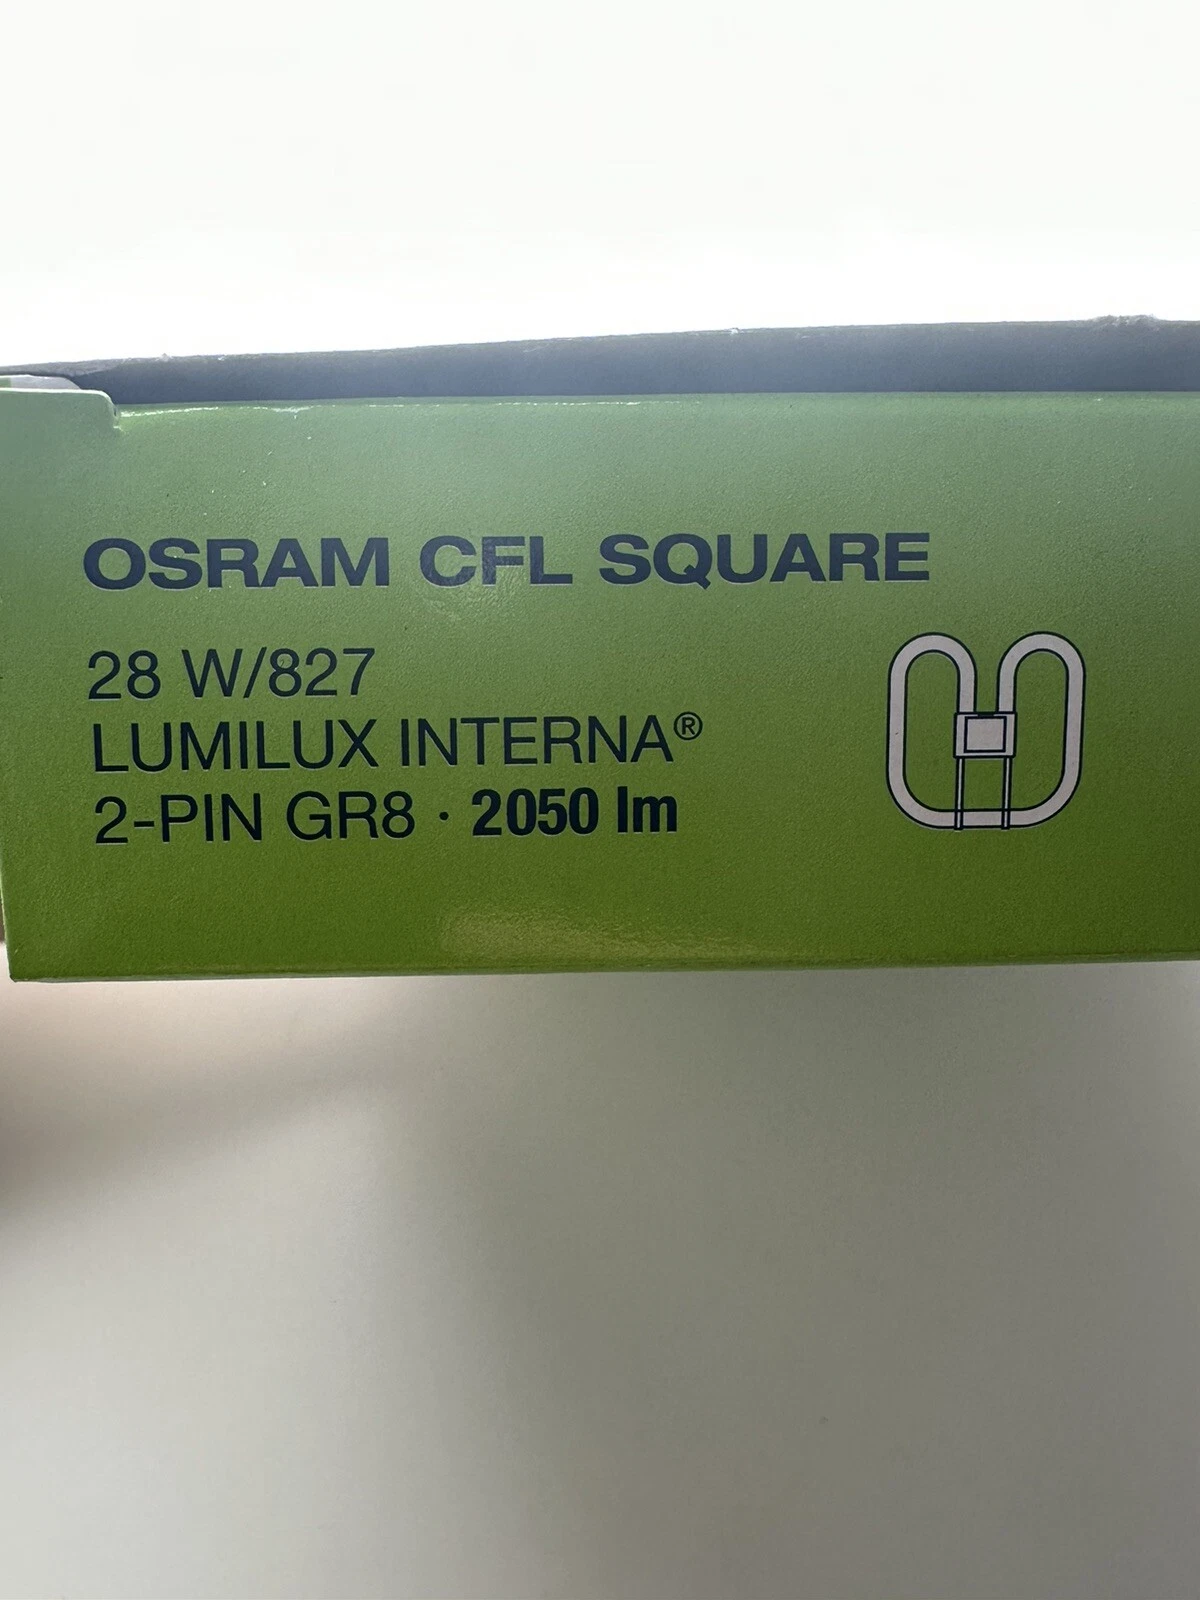 OSRAM CFL SQUARE
28 W/827
LUMILUX INTERNA®
2-PIN GR8 · 2050 lm